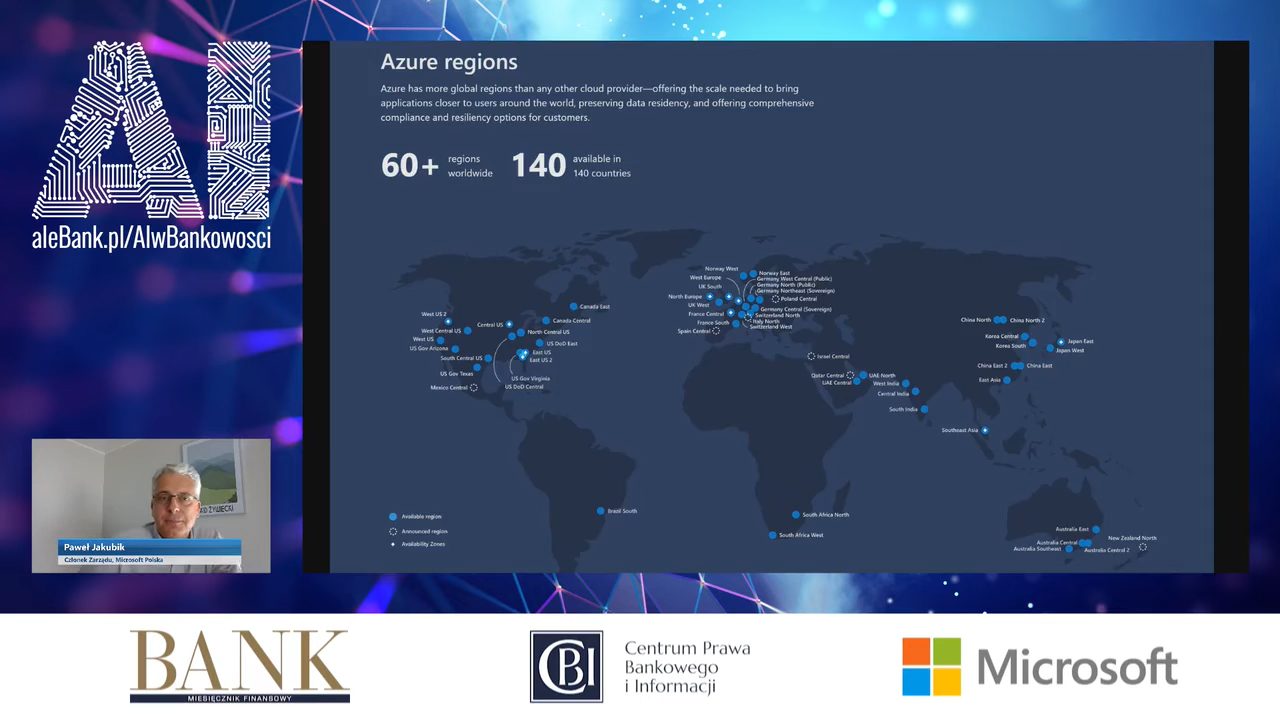 AI
aleBank.pl/AIwBankowosci
Azure regions
Azure has more global regions than any other cloud provider—offering the scale needed to bring
applications closer to users around the world, preserving data residency, and offering comprehensive
compliance and resiliency options for customers.
60+ regions worldwide
140 available in 140 countries
West US 2
West Central US
West US
US Gov Arizona
South Central US
US Gov Texas
Mexico Central
Central US
Canada East
Canada Central
North Central US
US DoD East
East US
East US 2
US Gov Virginia
US DoD Central
Brazil South
Norway West
West Europe
UK South
North Europe
UK West
France Central
France South
Spain Central
Norway East
Germany West Central (Public)
Germany North (Public)
Germany Northeast (Sovereign)
Poland Central
Germany Central (Sovereign)
Switzerland North
Italy North
Switzerland West
Israel Central
Qatar Central
UAE North
UAE Central
West India
Central India
South India
China North
China North 2
Korea Central
Korea South
Japan East
Japan West
China East 2
China East
East Asia
Southeast Asia
South Africa North
South Africa West
Australia East
Australia Central
Australia Southeast
Australia Central 2
New Zealand North
Available region
Announced region
Availability Zones
ŻYWIECKI
Paweł Jakubik
Członek Zarządu, Microsoft Polska
BANK
MIESIĘCZNIK FINANSOWY
CPBI
Centrum Prawa
Bankowego
i Informacji
Microsoft